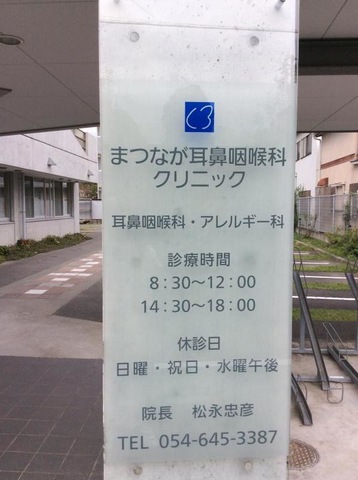 まつなが耳鼻咽喉科
クリニック
耳鼻咽喉科・アレルギー科
診療時間
8:30～12:00
14:30～18:00
休診日
日曜・祝日・水曜午後
院長 松永忠彦
TEL 054-645-3387